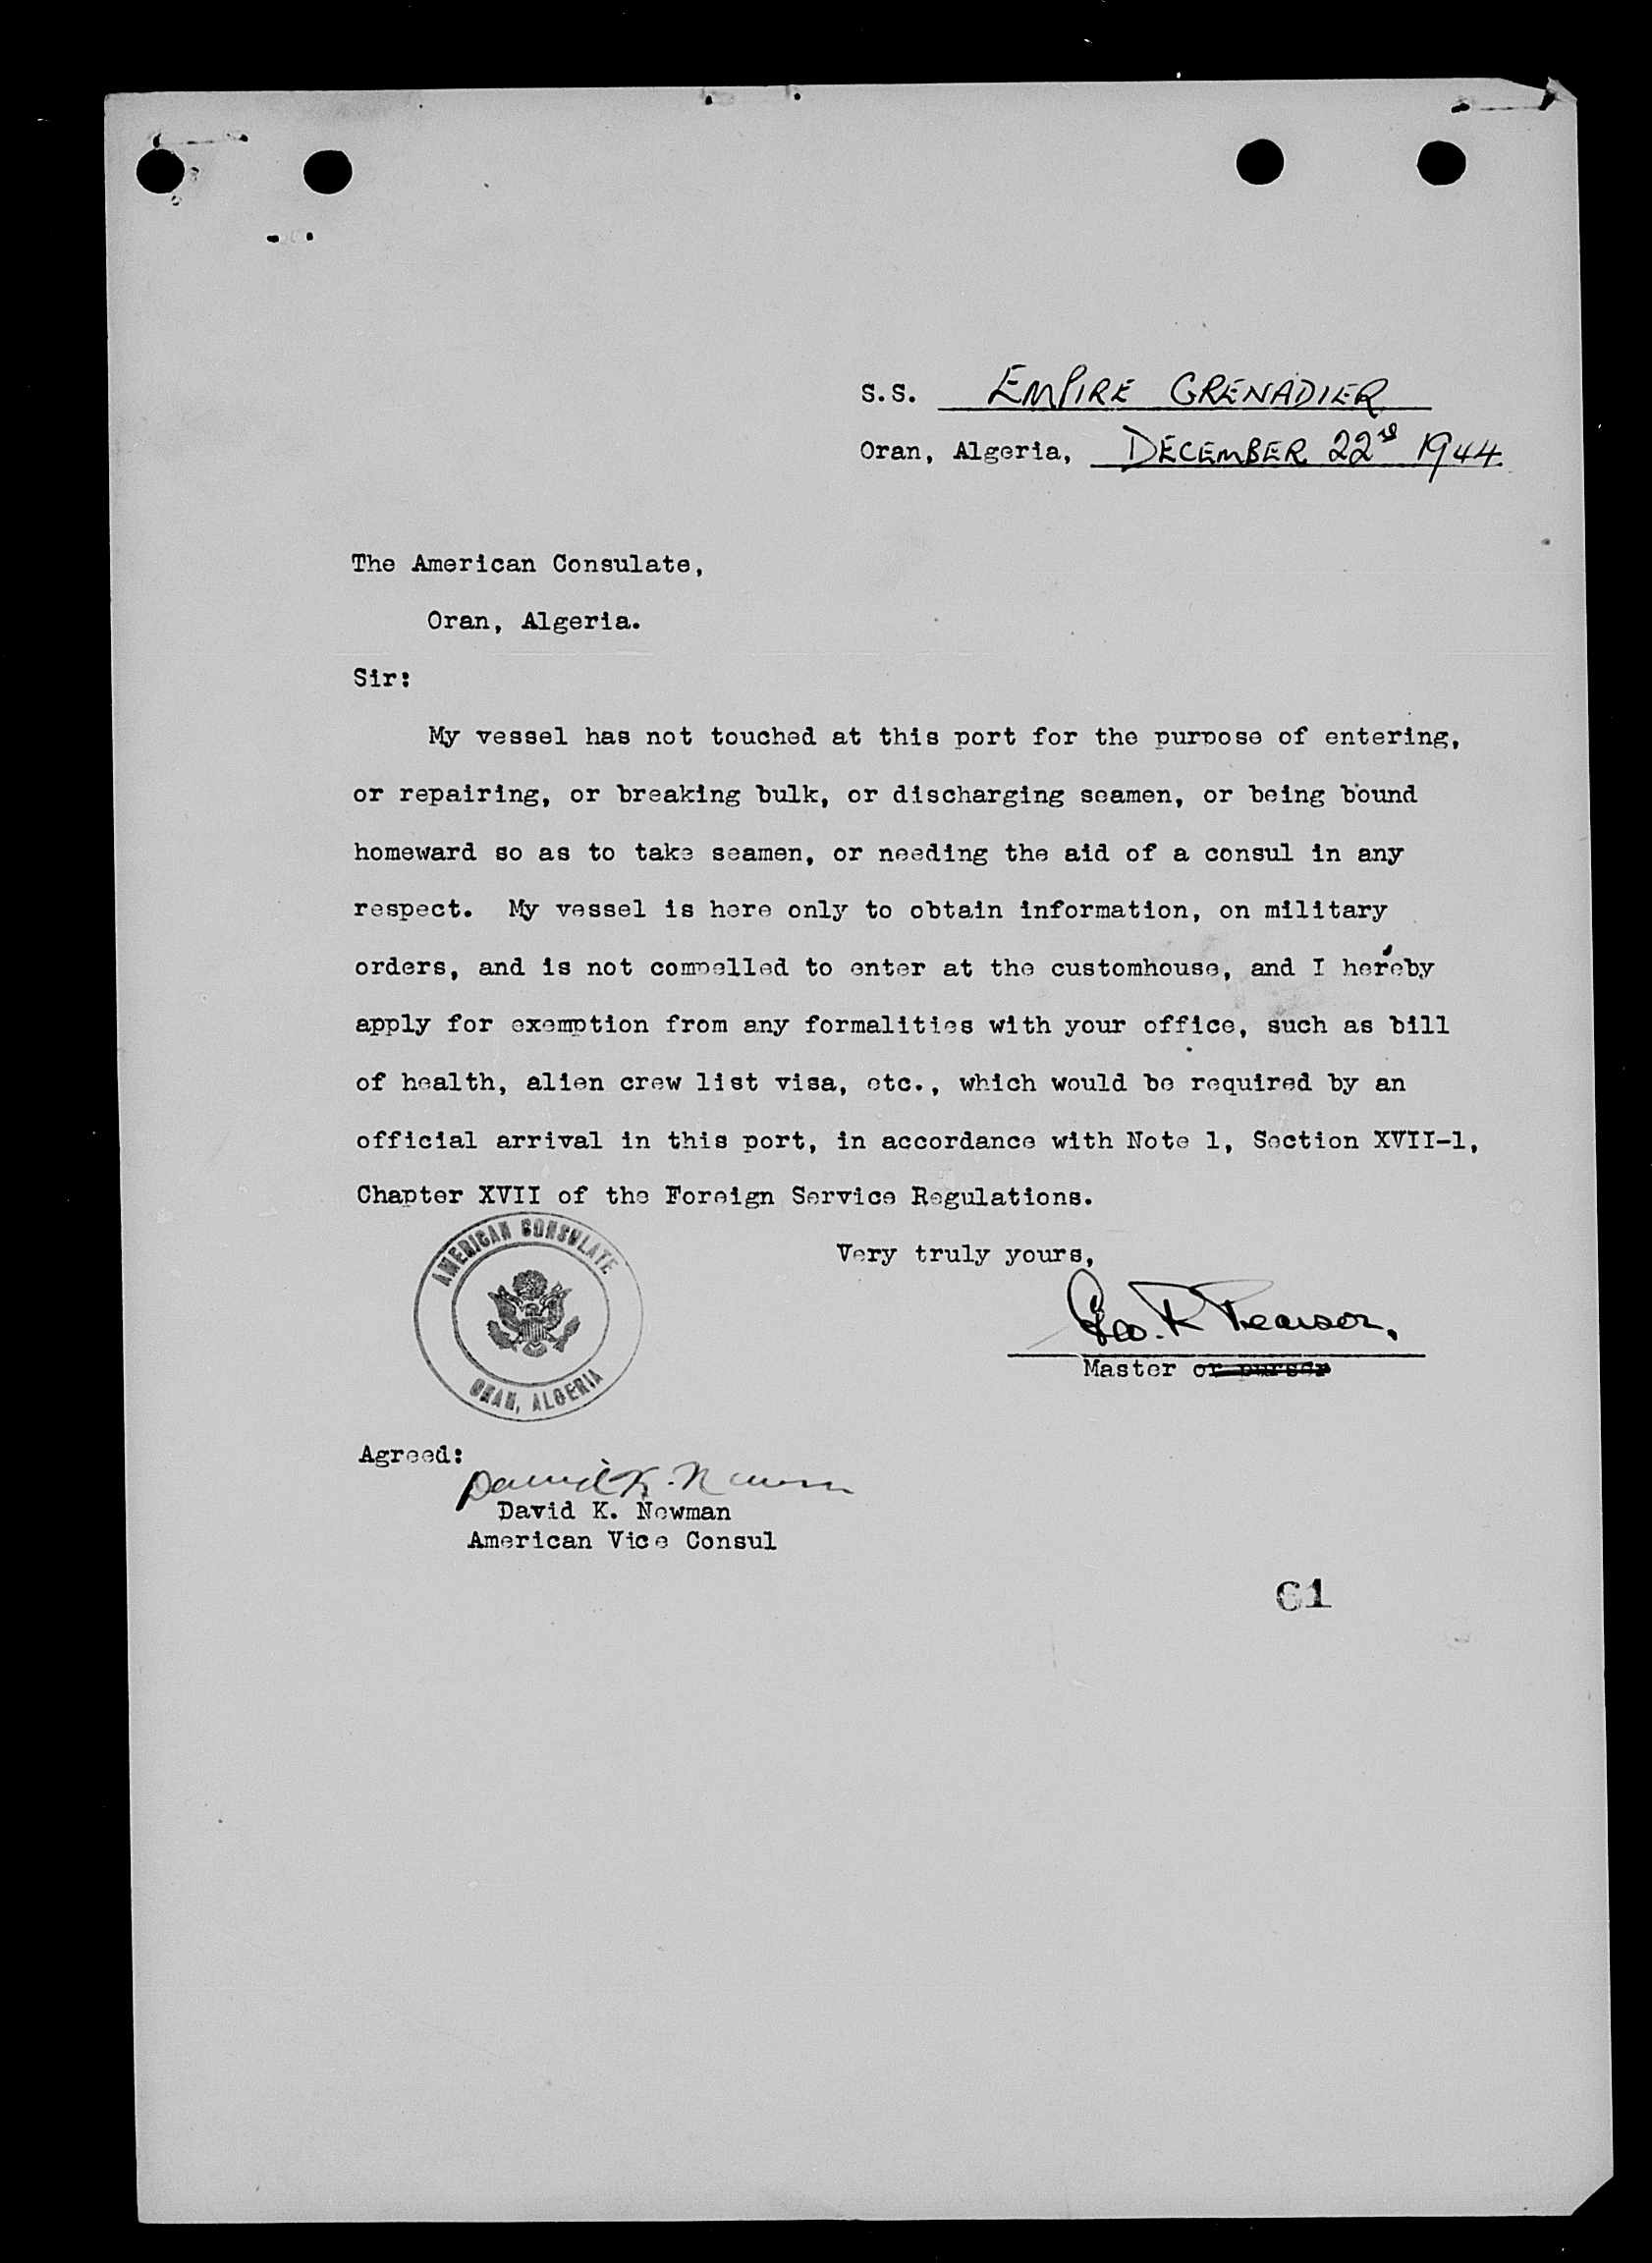 S.S. EMPIRE GRENADIER
Oran, Algeria, DECEMBER 22nd 1944
The American Consulate,
Oran, Algeria.
Sir:
My vessel has not touched at this port for the purpose of entering,
or repairing, or breaking bulk, or discharging seamen, or being bound
homeward so as to take seamen, or needing the aid of a consul in any
respect. My vessel is here only to obtain information, on military
orders, and is not compelled to enter at the customhouse, and I hereby
apply for exemption from any formalities with your office, such as bill
of health, alien crew list visa, etc., which would be required by an
official arrival in this port, in accordance with Note 1, Section XVII-1,
Chapter XVII of the Foreign Service Regulations.
AMERICAN CONSULATE
ORAN, ALGERIA
Very truly yours,
Geo. R Pearson.
Master or purser
Agreed:
David K. Newman
David K. Newman
American Vice Consul
61